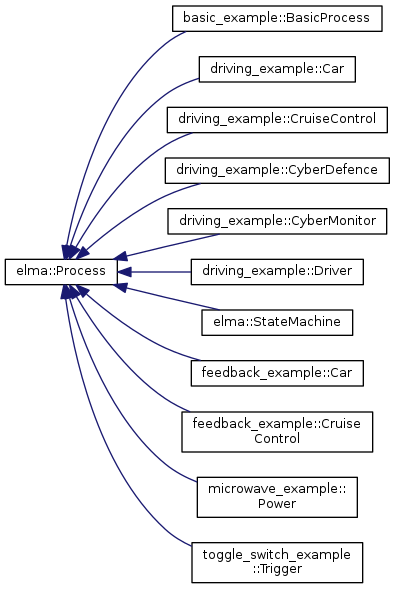 basic_example::BasicProcess
driving_example::Car
driving_example::CruiseControl
driving_example::CyberDefence
driving_example::CyberMonitor
elma::Process
driving_example::Driver
elma::StateMachine
feedback_example::Car
feedback_example::Cruise
Control
microwave_example::
Power
toggle_switch_example
::Trigger